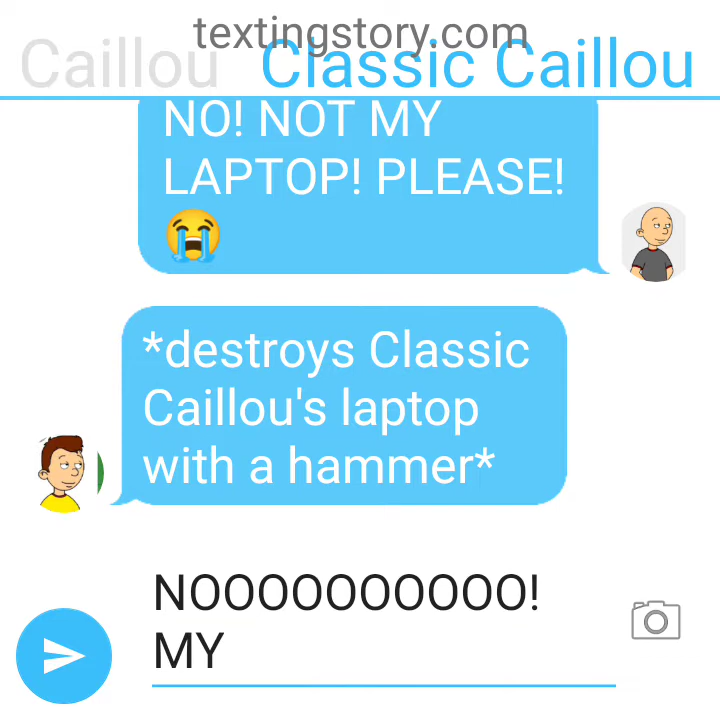 textingstory.com
Caillou Classic Caillou
NO! NOT MY
LAPTOP! PLEASE!
😭
*destroys Classic
Caillou's laptop
with a hammer*
NOOOOOOOOOO!
MY